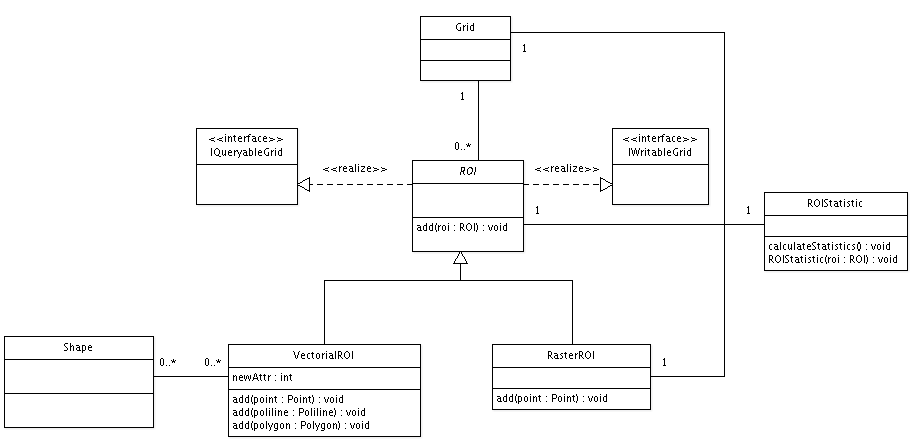 Grid
1
1
0..*
<<interface>>
IQueryableGrid
<<interface>>
IWritableGrid
<<realize>>
<<realize>>
ROI
add(roi : ROI) : void
1
1
ROIStatistic
calculateStatistics() : void
ROIStatistic(roi : ROI) : void
Shape
0..*
0..*
VectorialROI
newAttr : int
add(point : Point) : void
add(poliline : Poliline) : void
add(polygon : Polygon) : void
RasterROI
add(point : Point) : void
1